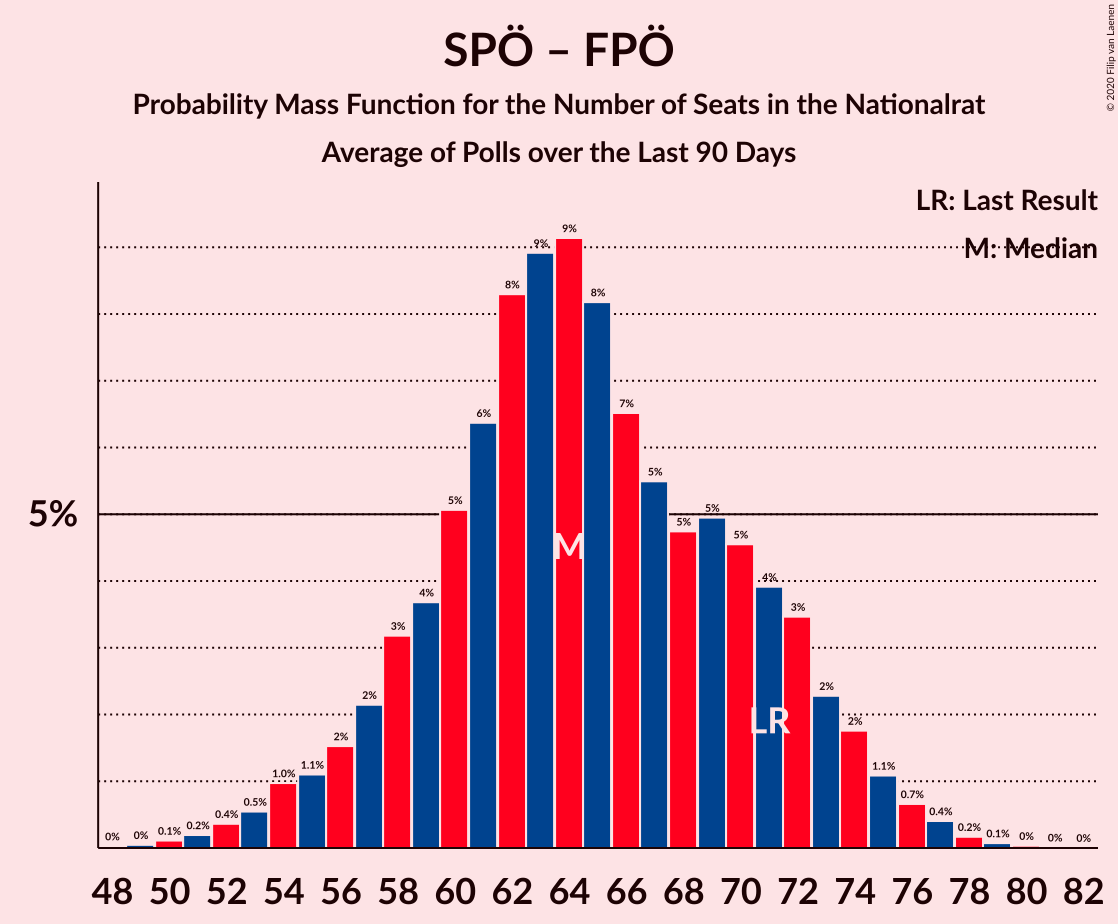 SPÖ – FPÖ
Probability Mass Function for the Number of Seats in the Nationalrat
Average of Polls over the Last 90 Days
© 2020 Filip van Laenen
LR: Last Result
M: Median
5%
0% 0% 0.1% 0.2% 0.4% 0.5% 1.0% 1.1% 2% 2% 3% 4% 5% 6% 8% 9% 9% 8% 7% 5% 5% 5% 5% 4% 3% 2% 2% 1.1% 0.7% 0.4% 0.2% 0.1% 0% 0% 0%
M
LR
48 50 52 54 56 58 60 62 64 66 68 70 72 74 76 78 80 82